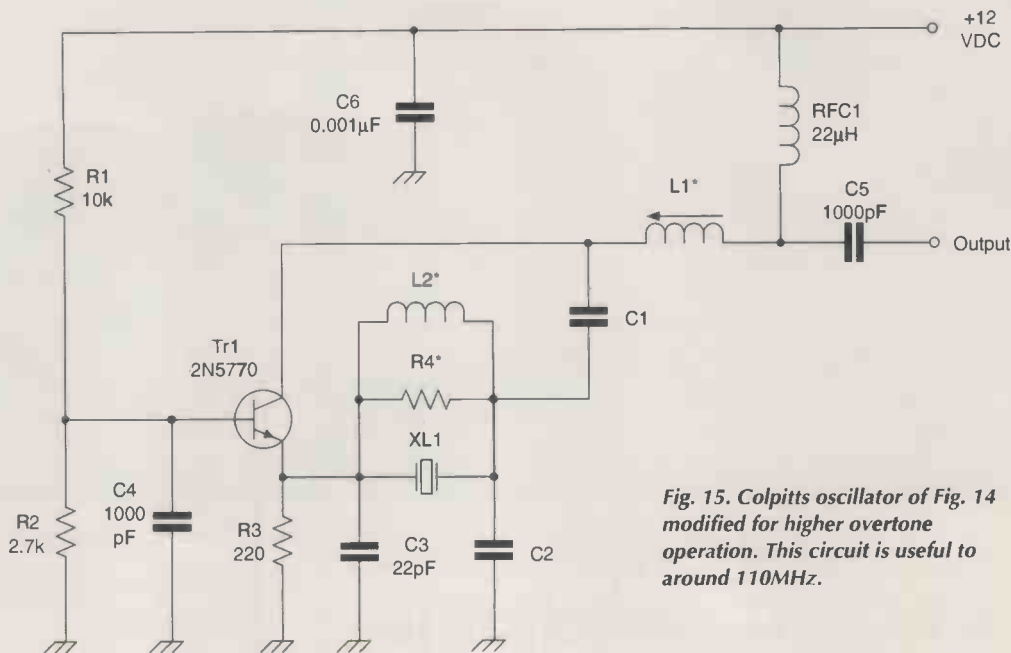 +12
VDC
C6
0.001µF
RFC1
22µH
R1
10k
L1*
C5
1000pF
Output
L2*
C1
Tr1
2N5770
R4*
XL1
C4
1000
pF
R2
2.7k
R3
220
C3
22pF
C2
Fig. 15. Colpitts oscillator of Fig. 14
modified for higher overtone
operation. This circuit is useful to
around 110MHz.